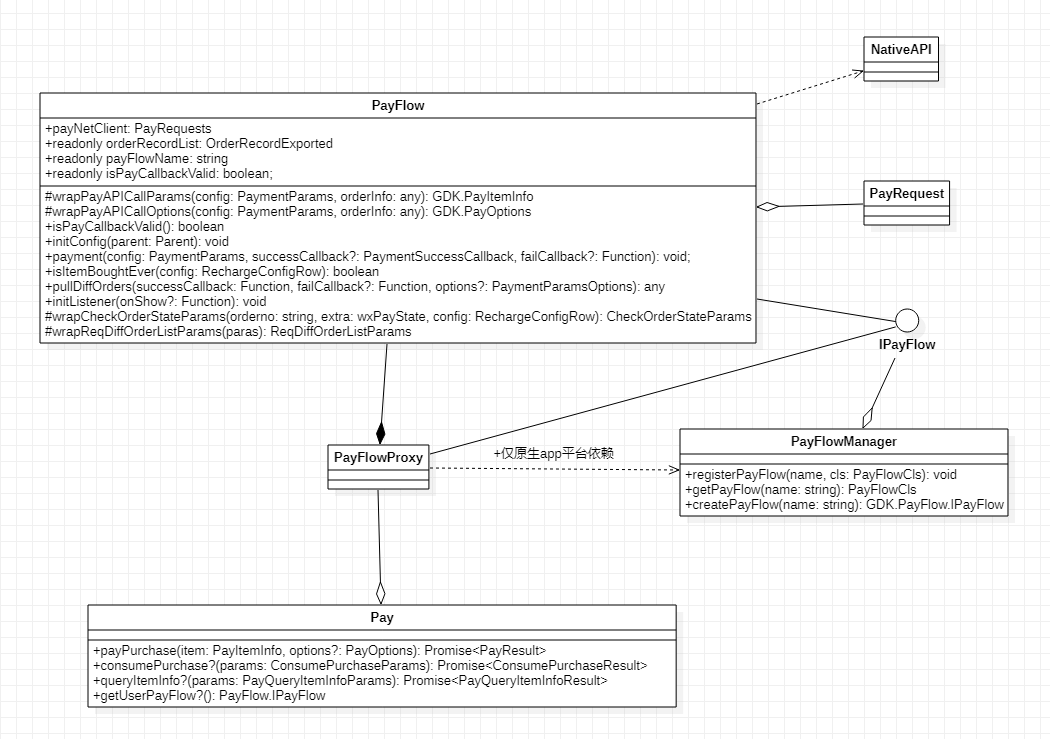 NativeAPI
PayFlow
+payNetClient: PayRequests
+readonly orderRecordList: OrderRecordExported
+readonly payFlowName: string
+readonly isPayCallbackValid: boolean;
#wrapPayAPICallParams(config: PaymentParams, orderInfo: any): GDK.PayItemInfo
#wrapPayAPICallOptions(config: PaymentParams, orderInfo: any): GDK.PayOptions
+isPayCallbackValid(): boolean
+initConfig(parent: Parent): void
+payment(config: PaymentParams, successCallback?: PaymentSuccessCallback, failCallback?: Function): void;
+isItemBoughtEver(config: RechargeConfigRow): boolean
+pullDiffOrders(successCallback: Function, failCallback?: Function, options?: PaymentParamsOptions): any
+initListener(onShow?: Function): void
#wrapCheckOrderStateParams(orderno: string, extra: wxPayState, config: RechargeConfigRow): CheckOrderStateParams
#wrapReqDiffOrderListParams(paras): ReqDiffOrderListParams
PayRequest
IPayFlow
PayFlowProxy
+仅原生app平台依赖
PayFlowManager
+registerPayFlow(name, cls: PayFlowCls): void
+getPayFlow(name: string): PayFlowCls
+createPayFlow(name: string): GDK.PayFlow.IPayFlow
Pay
+payPurchase(item: PayItemInfo, options?: PayOptions): Promise<PayResult>
+consumePurchase?(params: ConsumePurchaseParams): Promise<ConsumePurchaseResult>
+queryItemInfo?(params: PayQueryItemInfoParams): Promise<PayQueryItemInfoResult>
+getUserPayFlow?(): PayFlow.IPayFlow